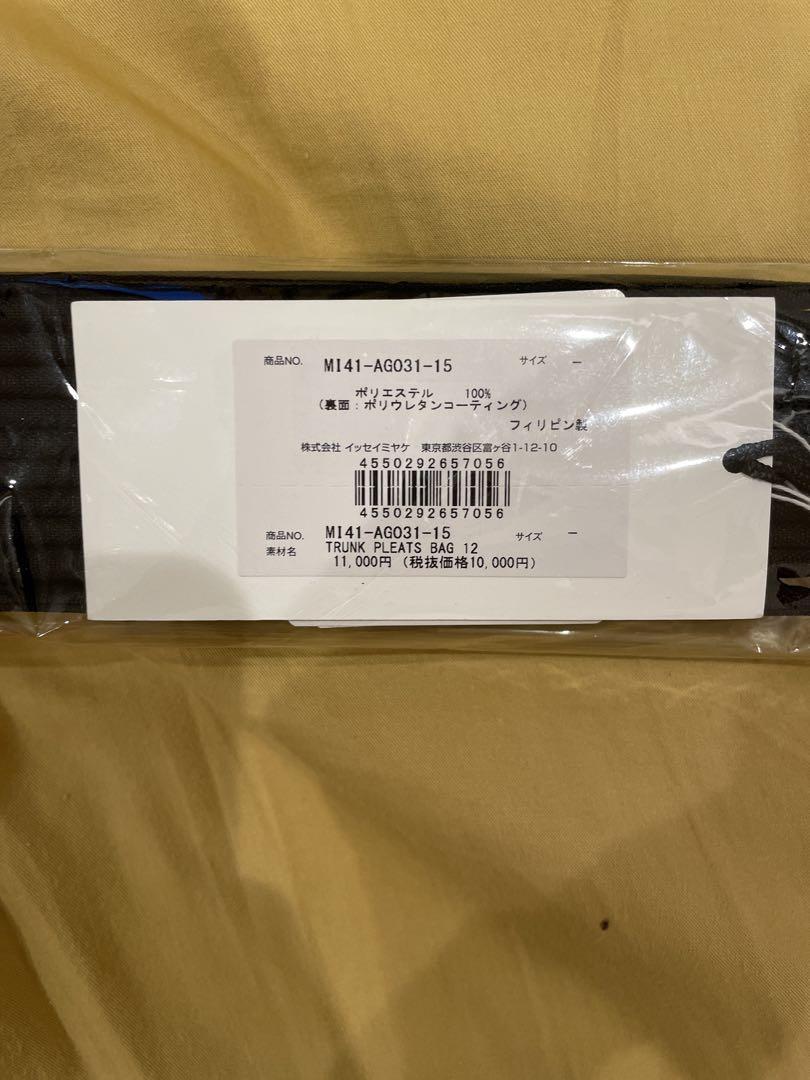 商品NO. MI41-AG031-15 サイズ －
ポリエステル 100%
(裏面：ポリウレタンコーティング)
フィリピン製
株式会社 イッセイミヤケ 東京都渋谷区富ヶ谷1-12-10
4550292657056
4550292657056
商品NO. MI41-AG031-15 サイズ －
素材名 TRUNK PLEATS BAG 12
11,000円 (税抜価格10,000円)